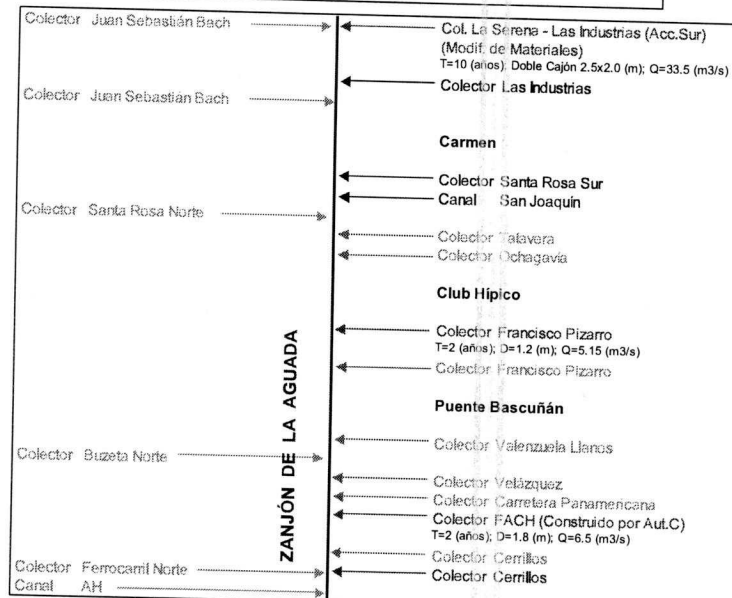 Colector Juan Sebastián Bach
Col. La Serena - Las Industrias (Acc.Sur)
(Modif. de Materiales)
T=10 (años); Doble Cajón 2.5x2.0 (m); Q=33.5 (m3/s)
Colector Las Industrias
Colector Juan Sebastián Bach
Carmen
Colector Santa Rosa Sur
Canal San Joaquín
Colector Santa Rosa Norte
Colector Talavera
Colector Ochagavía
Club Hípico
Colector Francisco Pizarro
T=2 (años); D=1.2 (m); Q=5.15 (m3/s)
Colector Francisco Pizarro
Puente Bascuñán
ZANJÓN DE LA AGUADA
Colector Valenzuela Llanos
Colector Buzeta Norte
Colector Velázquez
Colector Carretera Panamericana
Colector FACH (Construido por Aut.C)
T=2 (años); D=1.8 (m); Q=6.5 (m3/s)
Colector Cerrillos
Colector Ferrocarril Norte
Colector Cerrillos
Canal AH